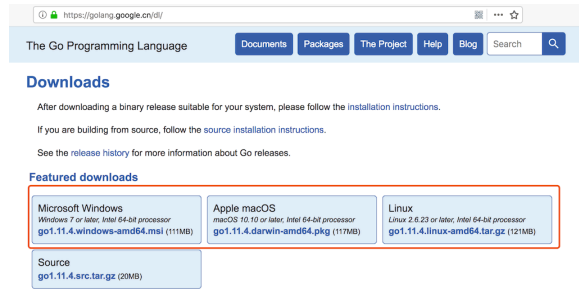 https://golang.google.cn/dl/
The Go Programming Language Documents Packages The Project Help Blog Search
Downloads
After downloading a binary release suitable for your system, please follow the installation instructions.
If you are building from source, follow the source installation instructions.
See the release history for more information about Go releases.
Featured downloads
Microsoft Windows
Windows 7 or later, Intel 64-bit processor
go1.11.4.windows-amd64.msi (111MB)
Apple macOS
macOS 10.10 or later, Intel 64-bit processor
go1.11.4.darwin-amd64.pkg (117MB)
Linux
Linux 2.6.23 or later, Intel 64-bit processor
go1.11.4.linux-amd64.tar.gz (121MB)
Source
go1.11.4.src.tar.gz (20MB)